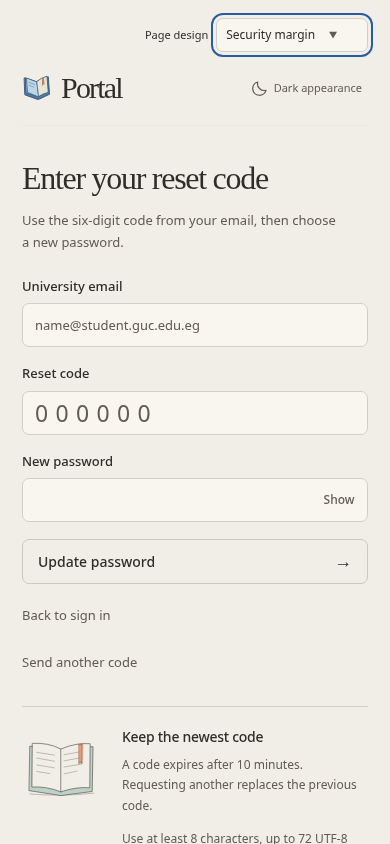 Page design
Security margin
Portal
Dark appearance
Enter your reset code
Use the six-digit code from your email, then choose
a new password.
University email
name@student.guc.edu.eg
Reset code
000000
New password
Show
Update password →
Back to sign in
Send another code
Keep the newest code
A code expires after 10 minutes.
Requesting another replaces the previous
code.
Use at least 8 characters, up to 72 UTF-8